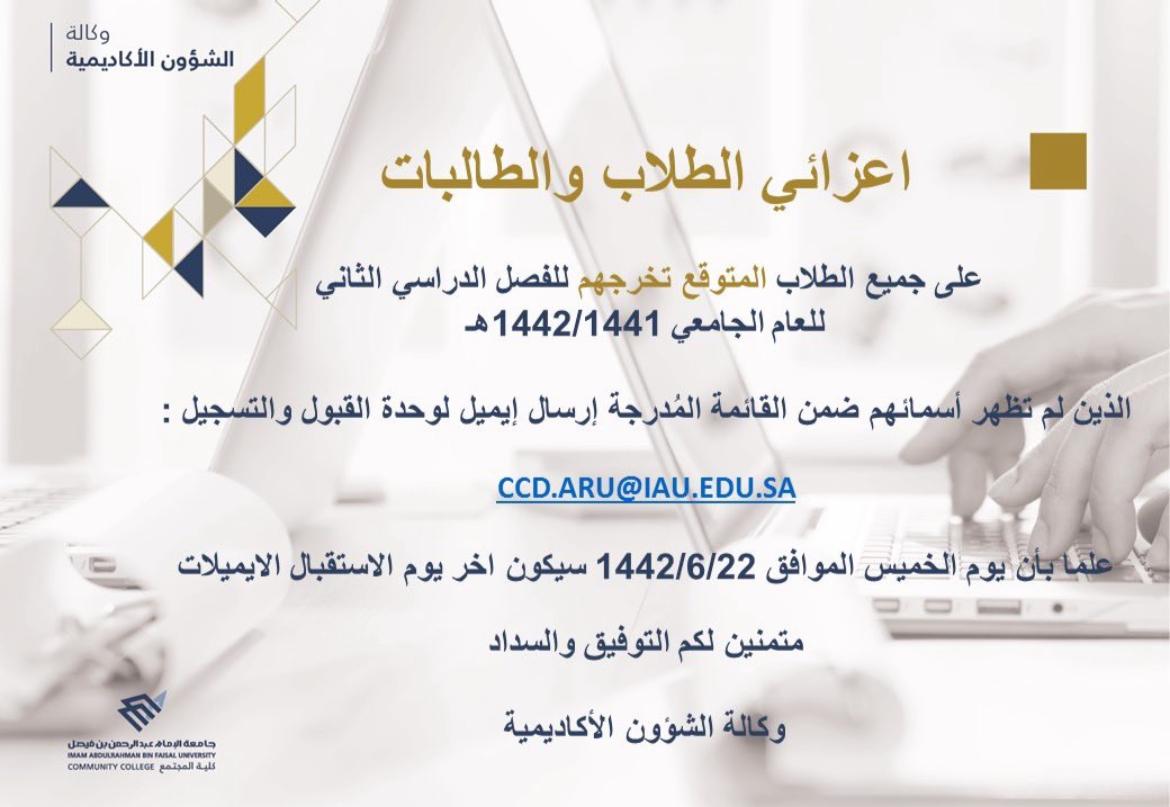 وكالة
الشؤون الأكاديمية
اعزائي الطلاب والطالبات
على جميع الطلاب المتوقع تخرجهم للفصل الدراسي الثاني
للعام الجامعي 1442/1441هـ
الذين لم تظهر أسمائهم ضمن القائمة المُدرجة إرسال إيميل لوحدة القبول والتسجيل :
CCD.ARU@IAU.EDU.SA
علما بأن يوم الخميس الموافق 1442/6/22 سيكون اخر يوم الاستقبال الايميلات
متمنين لكم التوفيق والسداد
وكالة الشؤون الأكاديمية
جامعة الإمام عبد الرحمن بن فيصل
IMAM ABDULRAHMAN BIN FAISAL UNIVERSITY
COMMUNITY COLLEGE كلية المجتمع